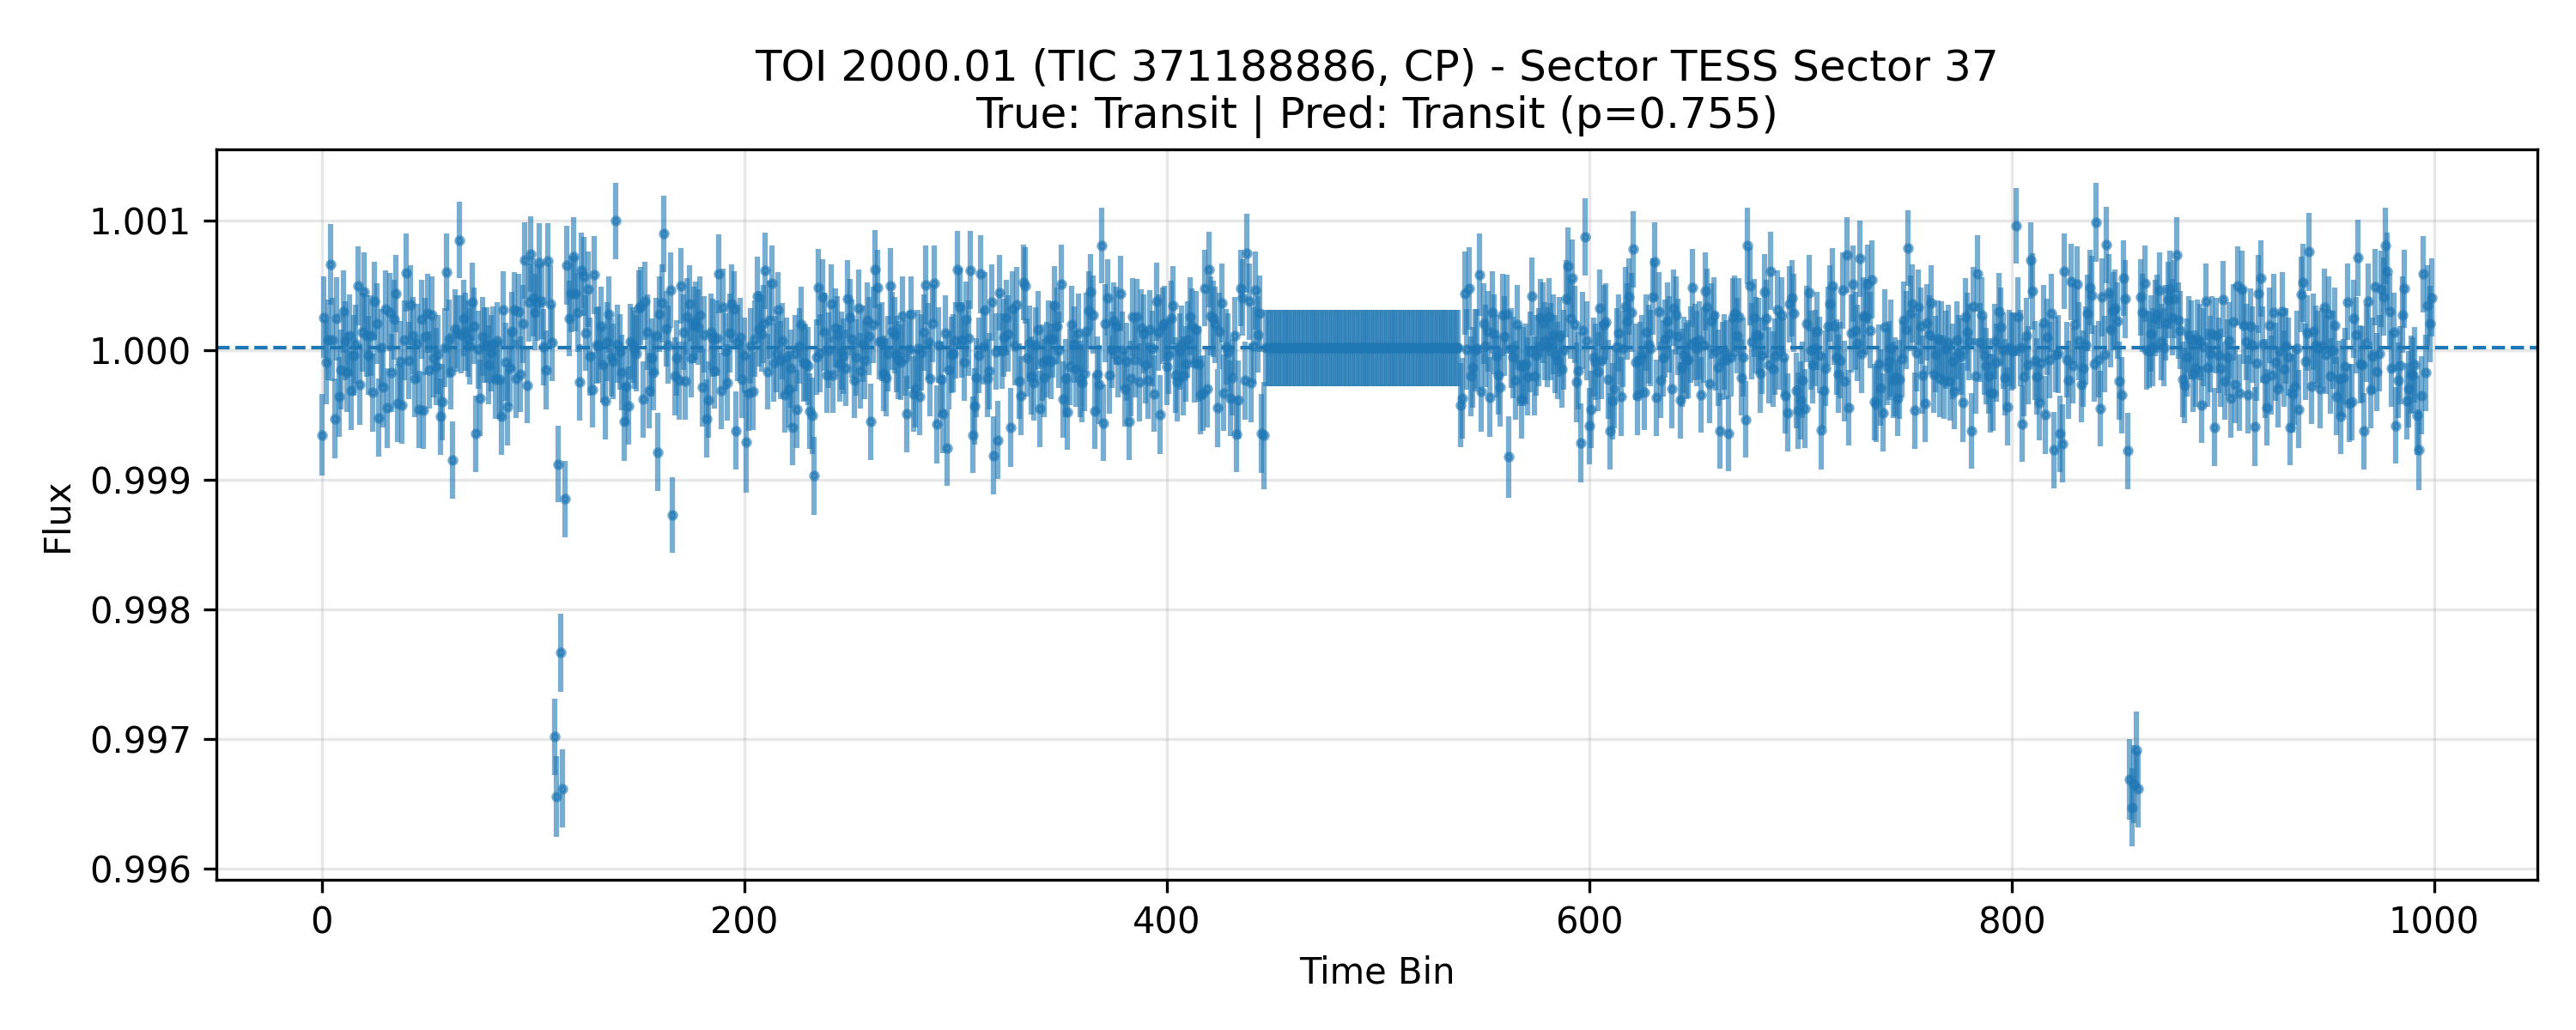 TOI 2000.01 (TIC 371188886, CP) - Sector TESS Sector 37
True: Transit | Pred: Transit (p=0.755)
1.001
1.000
0.999
0.998
0.997
0.996
Flux
0 200 400 600 800 1000
Time Bin